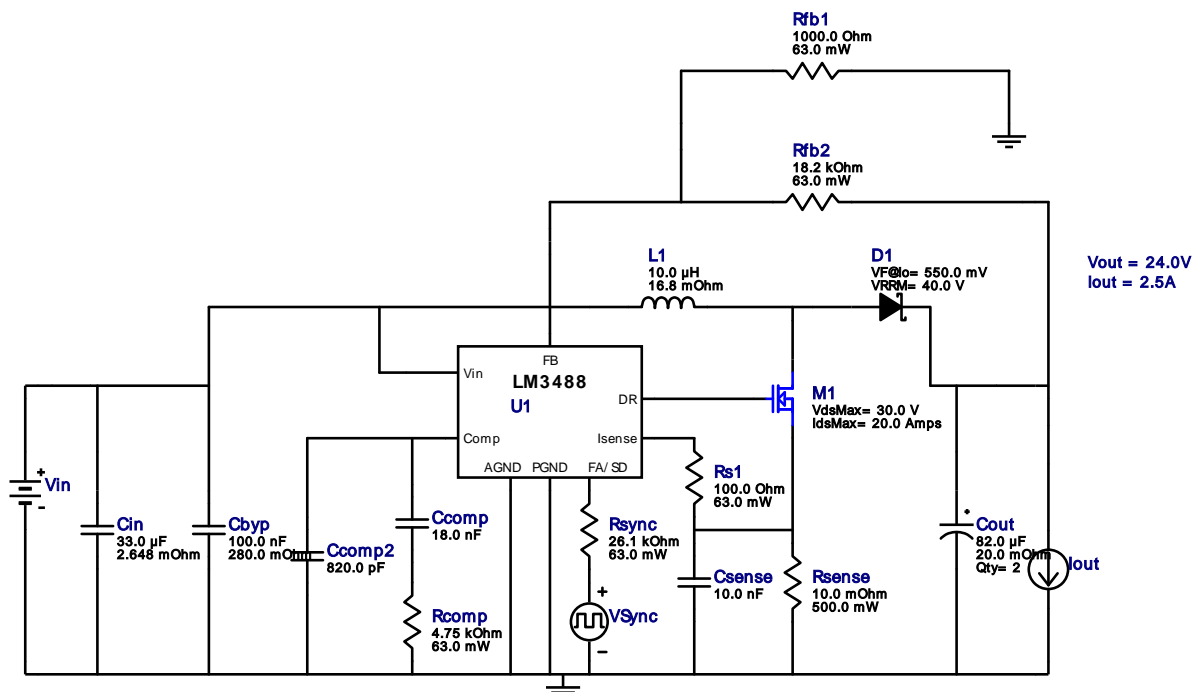 Rfb1
1000.0 Ohm
63.0 mW
Rfb2
18.2 kOhm
63.0 mW
L1
10.0 µH
16.8 mOhm
D1
VF@Io= 550.0 mV
VRRM= 40.0 V
Vout = 24.0V
Iout = 2.5A
FB
Vin
LM3488
U1
DR
Comp
Isense
AGND PGND FA/SD
M1
VdsMax= 30.0 V
IdsMax= 20.0 Amps
+
Vin
-
Cin
33.0 µF
2.648 mOhm
Cbyp
100.0 nF
280.0 mOhm
Ccomp2
820.0 pF
Ccomp
18.0 nF
Rcomp
4.75 kOhm
63.0 mW
Rsync
26.1 kOhm
63.0 mW
+
VSync
-
Rs1
100.0 Ohm
63.0 mW
Csense
10.0 nF
Rsense
10.0 mOhm
500.0 mW
+
Cout
82.0 µF
20.0 mOhm
Qty= 2
Iout